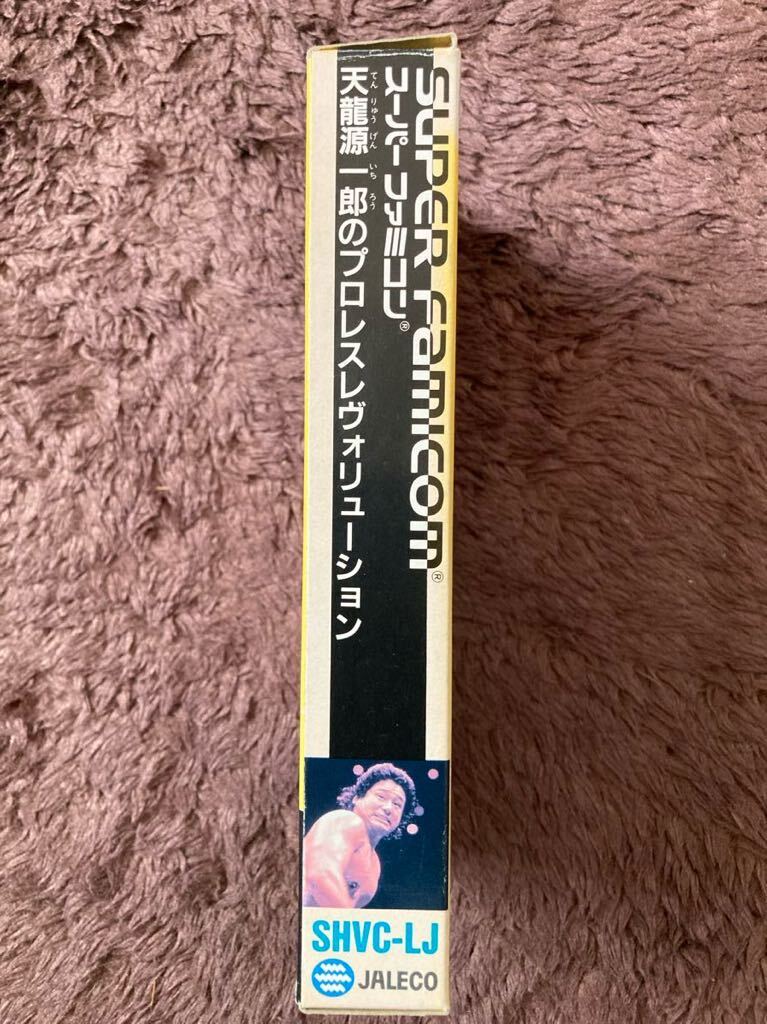 SUPER FAMICOM®
スーパーファミコン®
てんりゅうげんいちろう
天龍源一郎のプロレスレヴォリューション
SHVC-LJ
JALECO